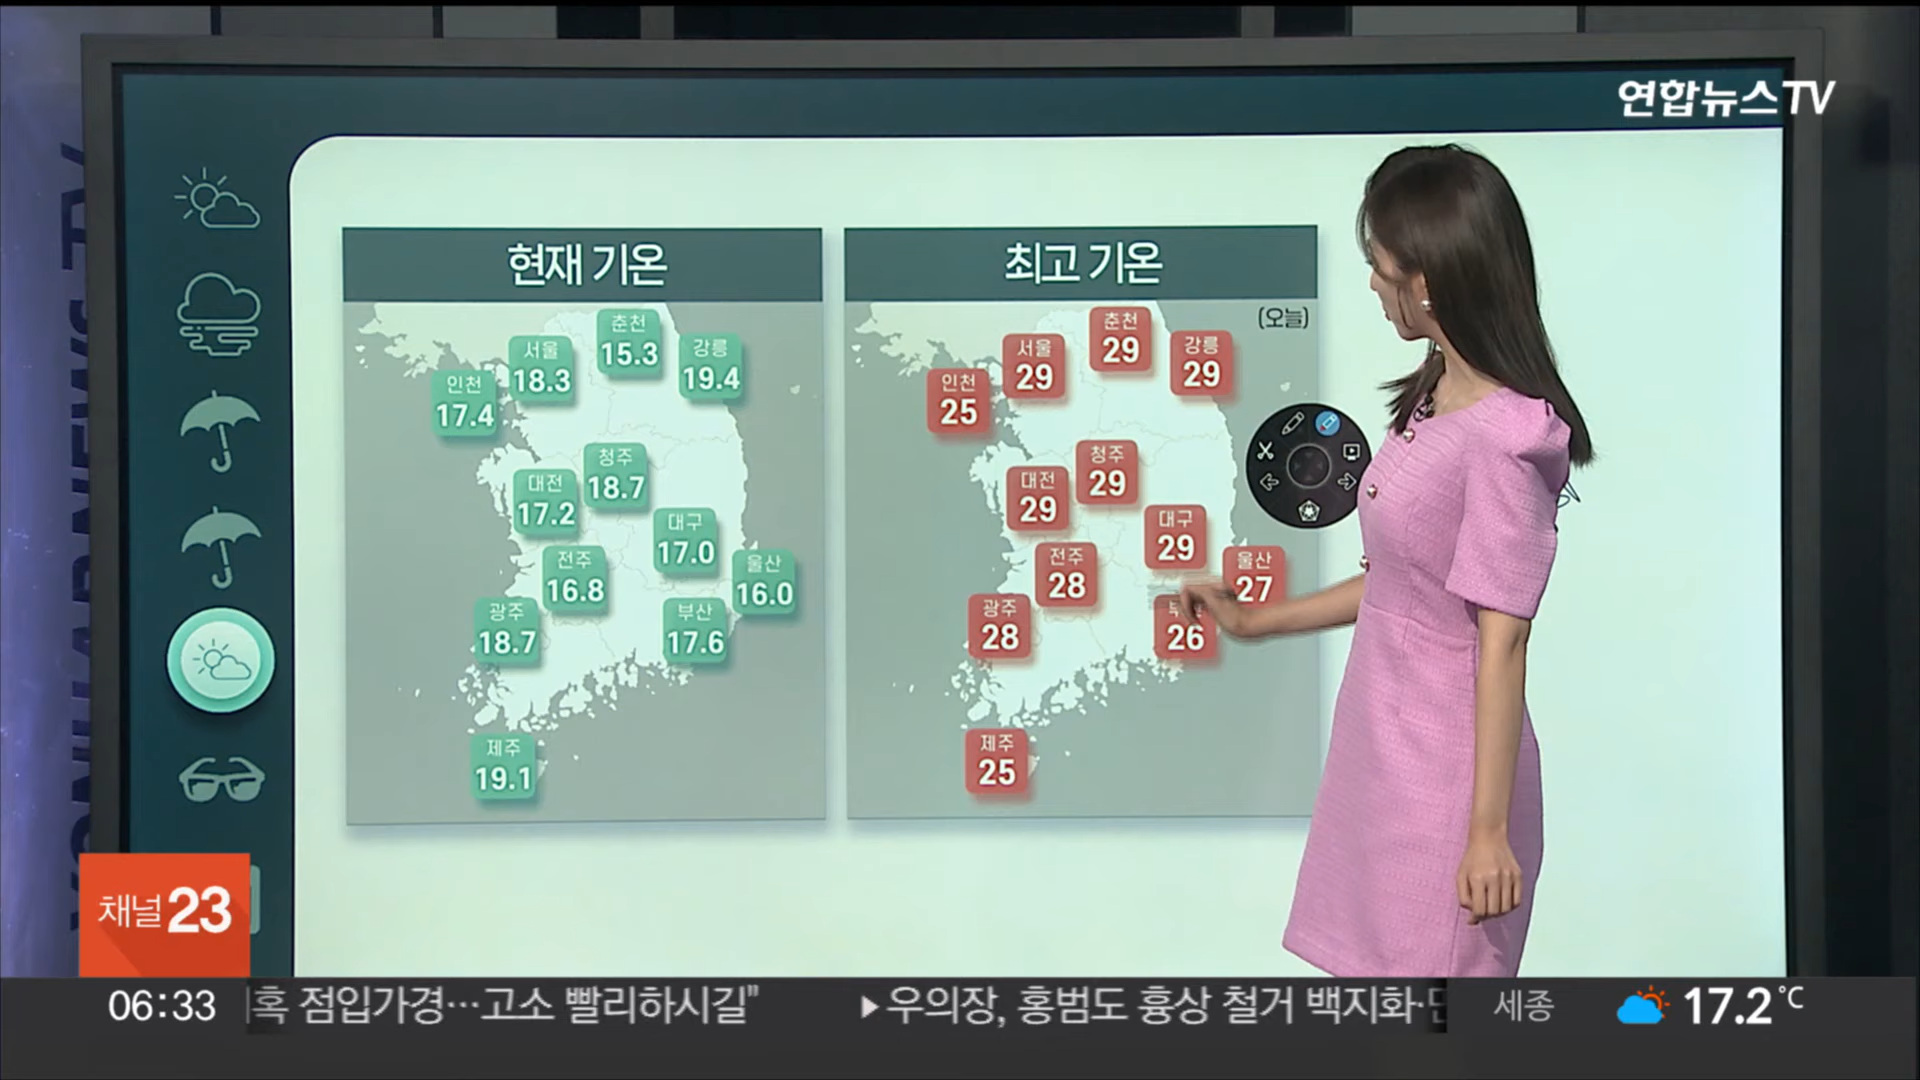 연합뉴스TV
현재 기온
춘천
15.3
서울
18.3
강릉
19.4
인천
17.4
청주
18.7
대전
17.2
대구
17.0
전주
16.8
울산
16.0
광주
18.7
부산
17.6
제주
19.1
최고 기온
(오늘)
춘천
29
서울
29
강릉
29
인천
25
청주
29
대전
29
대구
29
전주
28
울산
27
광주
28
26
제주
25
YONHAPNEWS TV
채널 23
06:33
혹 점입가경…고소 빨리하시길”
▶우의장, 홍범도 흉상 철거 백지화·
세종
17.2℃